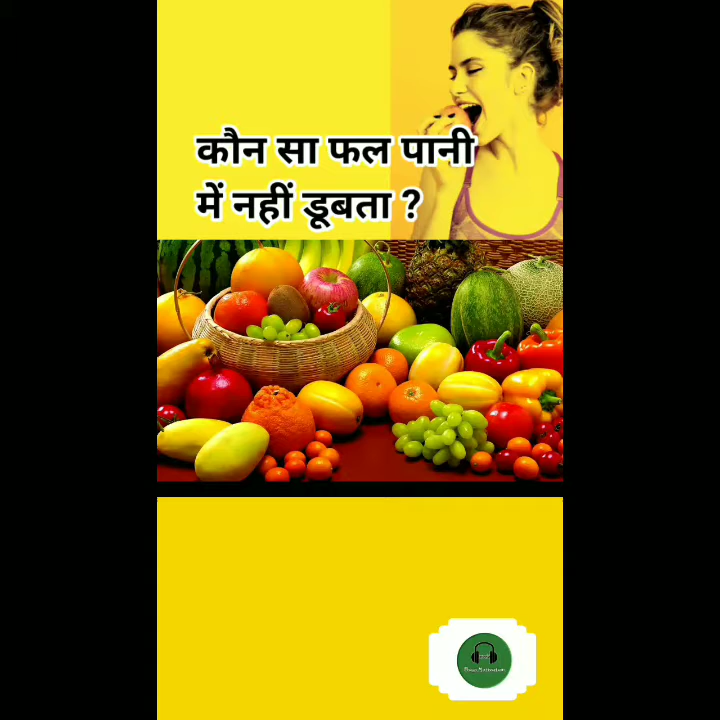 कौन सा फल पानी
में नहीं डूबता ?